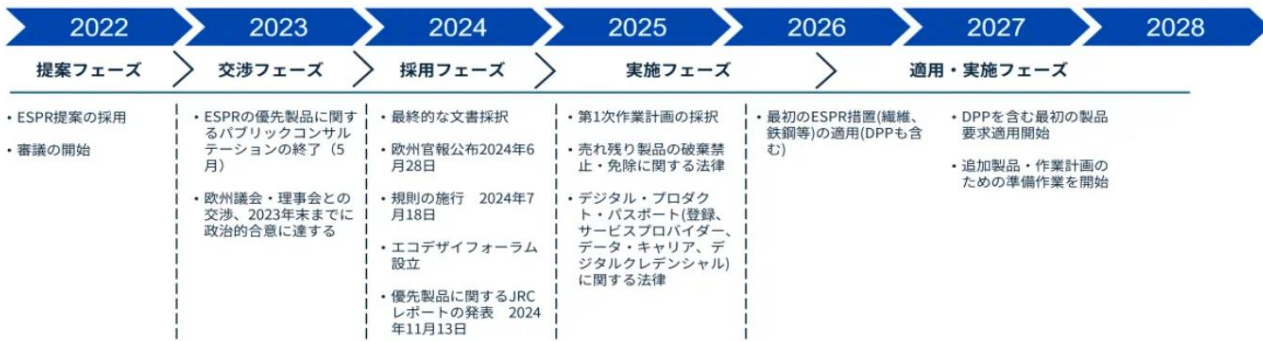 2022
2023
2024
2025
2026
2027
2028
提案フェーズ
交渉フェーズ
採用フェーズ
実施フェーズ
適用・実施フェーズ
・ESPR提案の採用
・審議の開始
・ESPRの優先製品に関す
るパブリックコンサル
テーションの終了（5
月）
・欧州議会・理事会との
交渉、2023年末までに
政治的合意に達する
・最終的な文書採択
・欧州官報公布2024年6
月28日
・規則の施行　2024年7
月18日
・エコデザイフォーラム
設立
・優先製品に関するJRC
レポートの発表　2024
年11月13日
・第1次作業計画の採択
・売れ残り製品の破棄禁
止・免除に関する法律
・デジタル・プロダク
ト・パスポート(登録、
サービスプロバイダー、
データ・キャリア、デ
ジタルクレデンシャル)
に関する法律
・最初のESPR措置(繊維、
鉄鋼等)の適用(DPPも含
む)
・DPPを含む最初の製品
要求適用開始
・追加製品・作業計画の
ための準備作業を開始